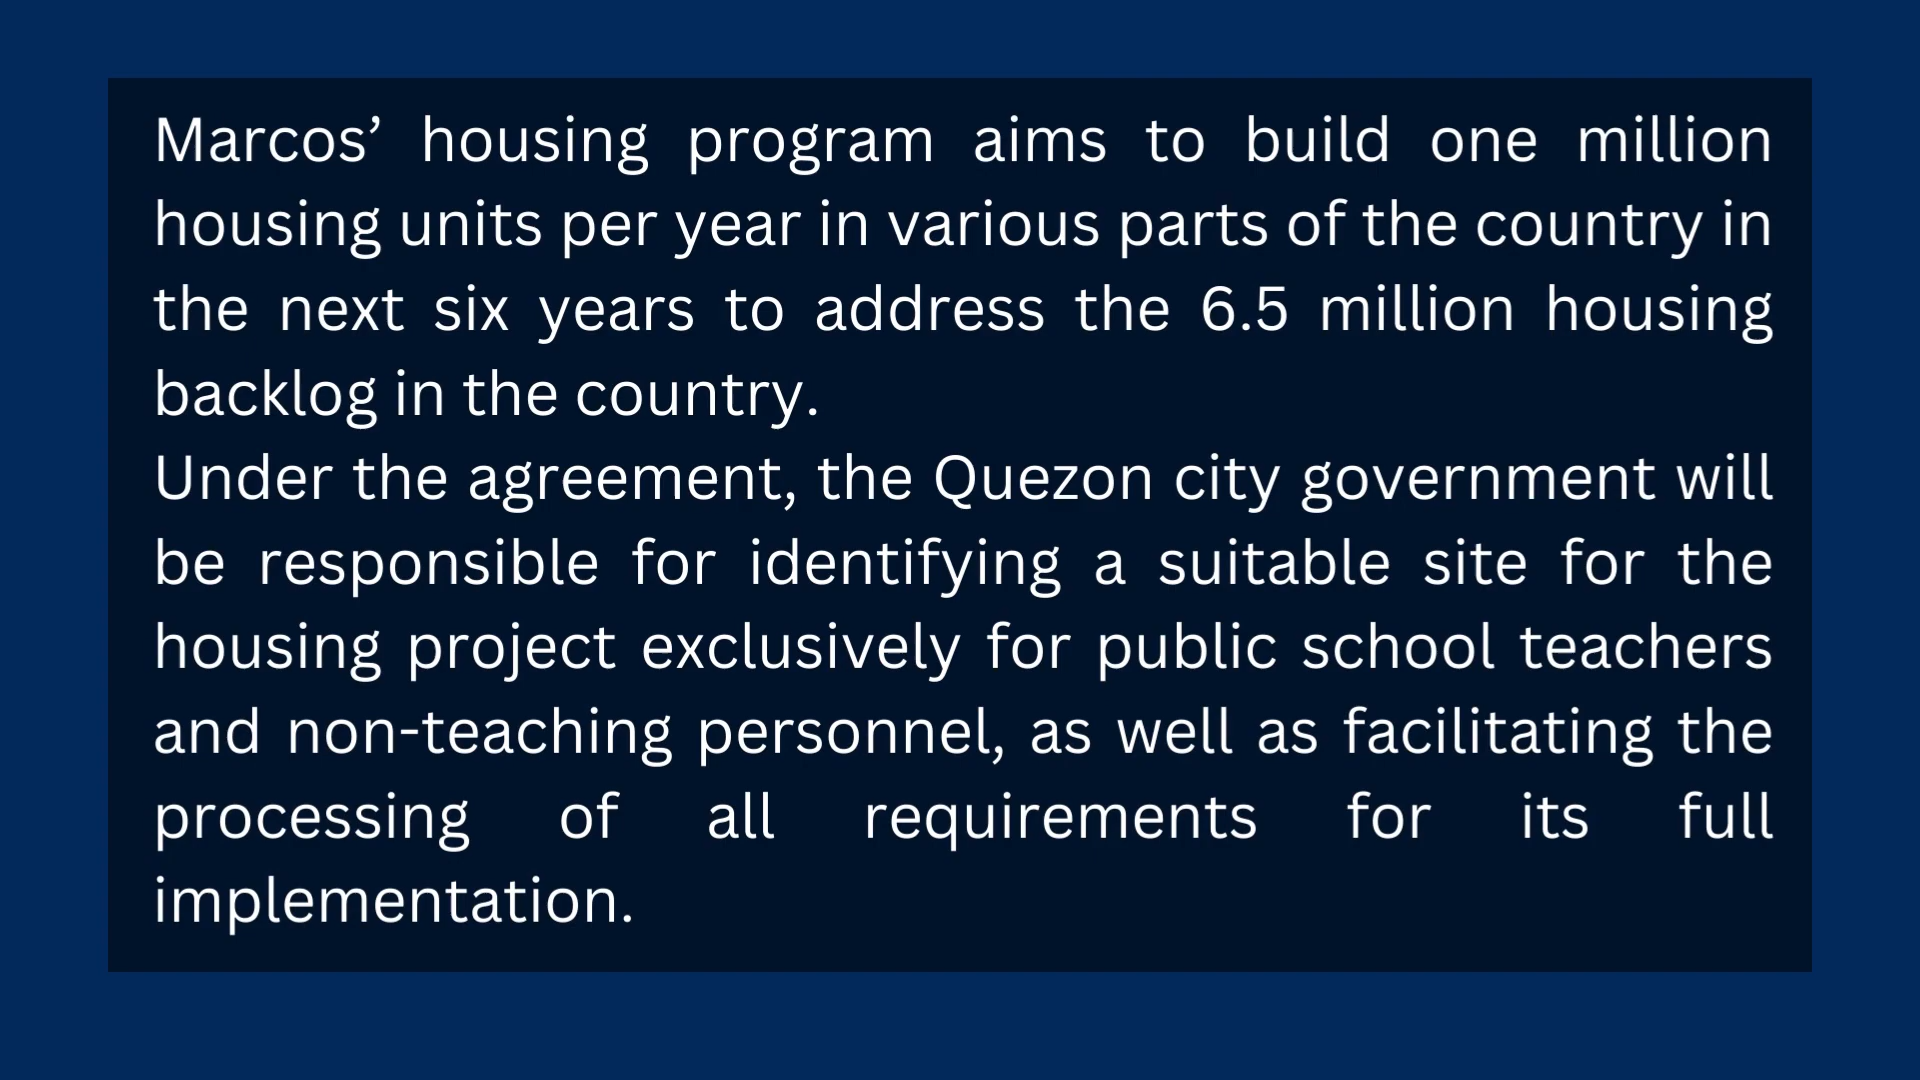 Marcos’ housing program aims to build one million
housing units per year in various parts of the country in
the next six years to address the 6.5 million housing
backlog in the country.
Under the agreement, the Quezon city government will
be responsible for identifying a suitable site for the
housing project exclusively for public school teachers
and non-teaching personnel, as well as facilitating the
processing of all requirements for its full
implementation.